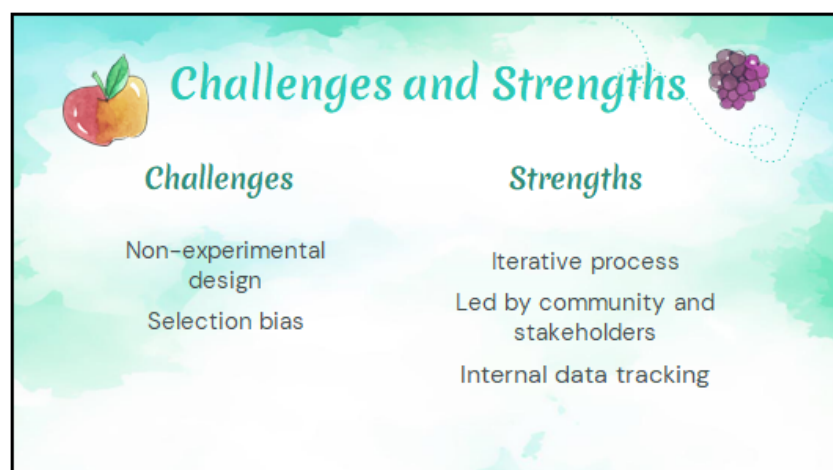 Challenges and Strengths
Challenges
Non-experimental
design
Selection bias
Strengths
Iterative process
Led by community and
stakeholders
Internal data tracking